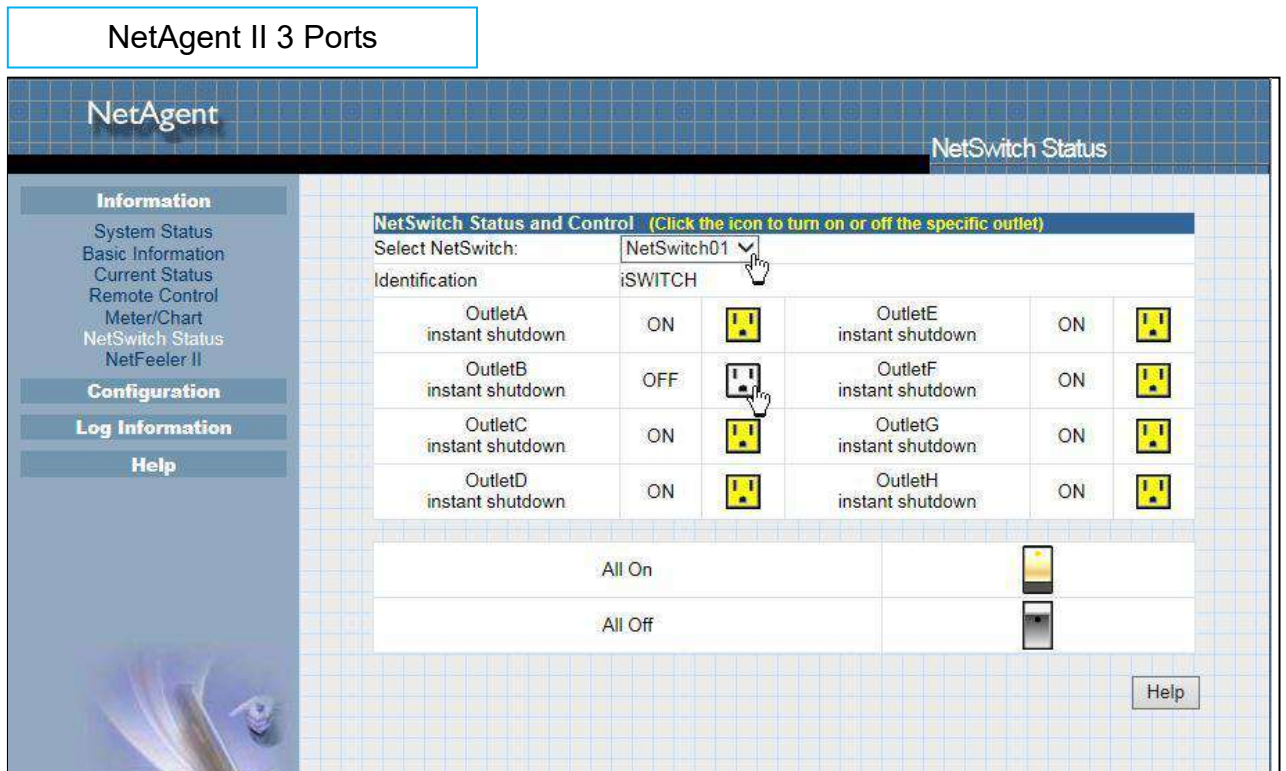 NetAgent II 3 Ports
NetAgent
NetSwitch Status
Information
System Status
Basic Information
Current Status
Remote Control
Meter/Chart
NetSwitch Status
NetFeeler II
Configuration
Log Information
Help
NetSwitch Status and Control (Click the icon to turn on or off the specific outlet)
Select NetSwitch: NetSwitch01
Identification iSWITCH
OutletA
instant shutdown ON
OutletE
instant shutdown ON
OutletB
instant shutdown OFF
OutletF
instant shutdown ON
OutletC
instant shutdown ON
OutletG
instant shutdown ON
OutletD
instant shutdown ON
OutletH
instant shutdown ON
All On
All Off
Help